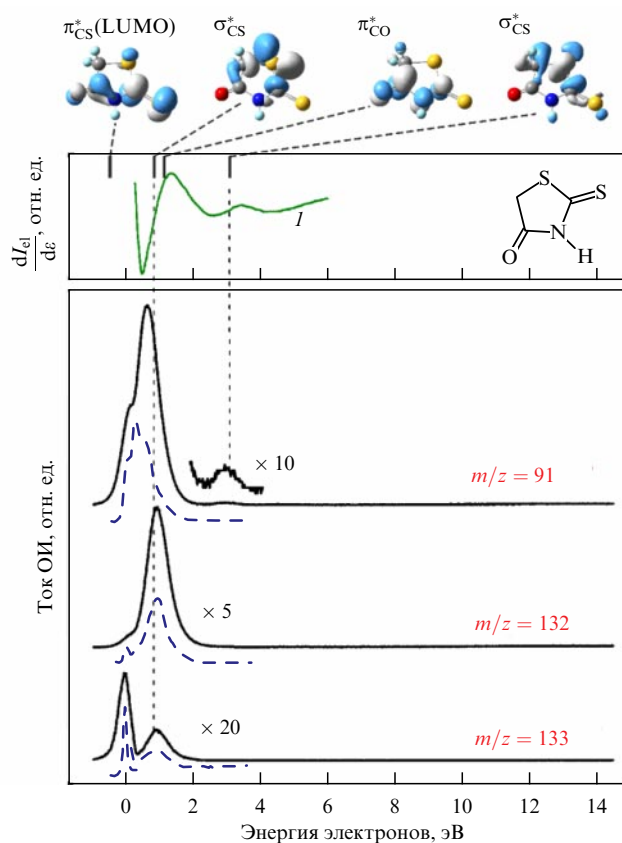 π*CS(LUMO) σ*CS π*CO σ*CS
dIel/dε, отн. ед.
1
S S
O N H
Ток ОИ, отн. ед.
× 10
m/z = 91
× 5
m/z = 132
× 20
m/z = 133
0 2 4 6 8 10 12 14
Энергия электронов, эВ